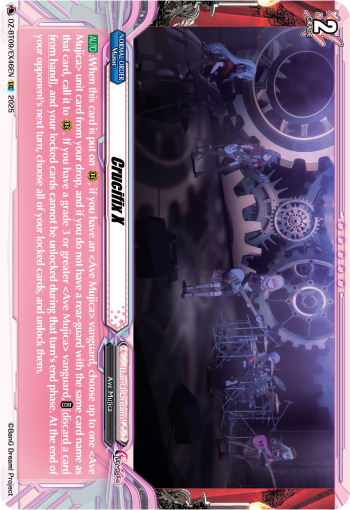 2
Crucifix X
NORMAL ORDER
Music
BanG Dream!
Ave Mujica
AUTO :When this card is put on , if you have an <Ave Mujica> vanguard, choose up to one <Ave
Mujica> unit card from your drop, and if you do not have a rear-guard with the same card name as
that card, call it to . If you have a grade 3 or greater <Ave Mujica> vanguard, COST discard a card
from hand, and your locked cards cannot be unlocked during that turn's end phase. At the end of
your opponent's next turn, choose all of your locked cards, and unlock them.
DZ-BT09/EX46EN 2025
©BanG Dream! Project